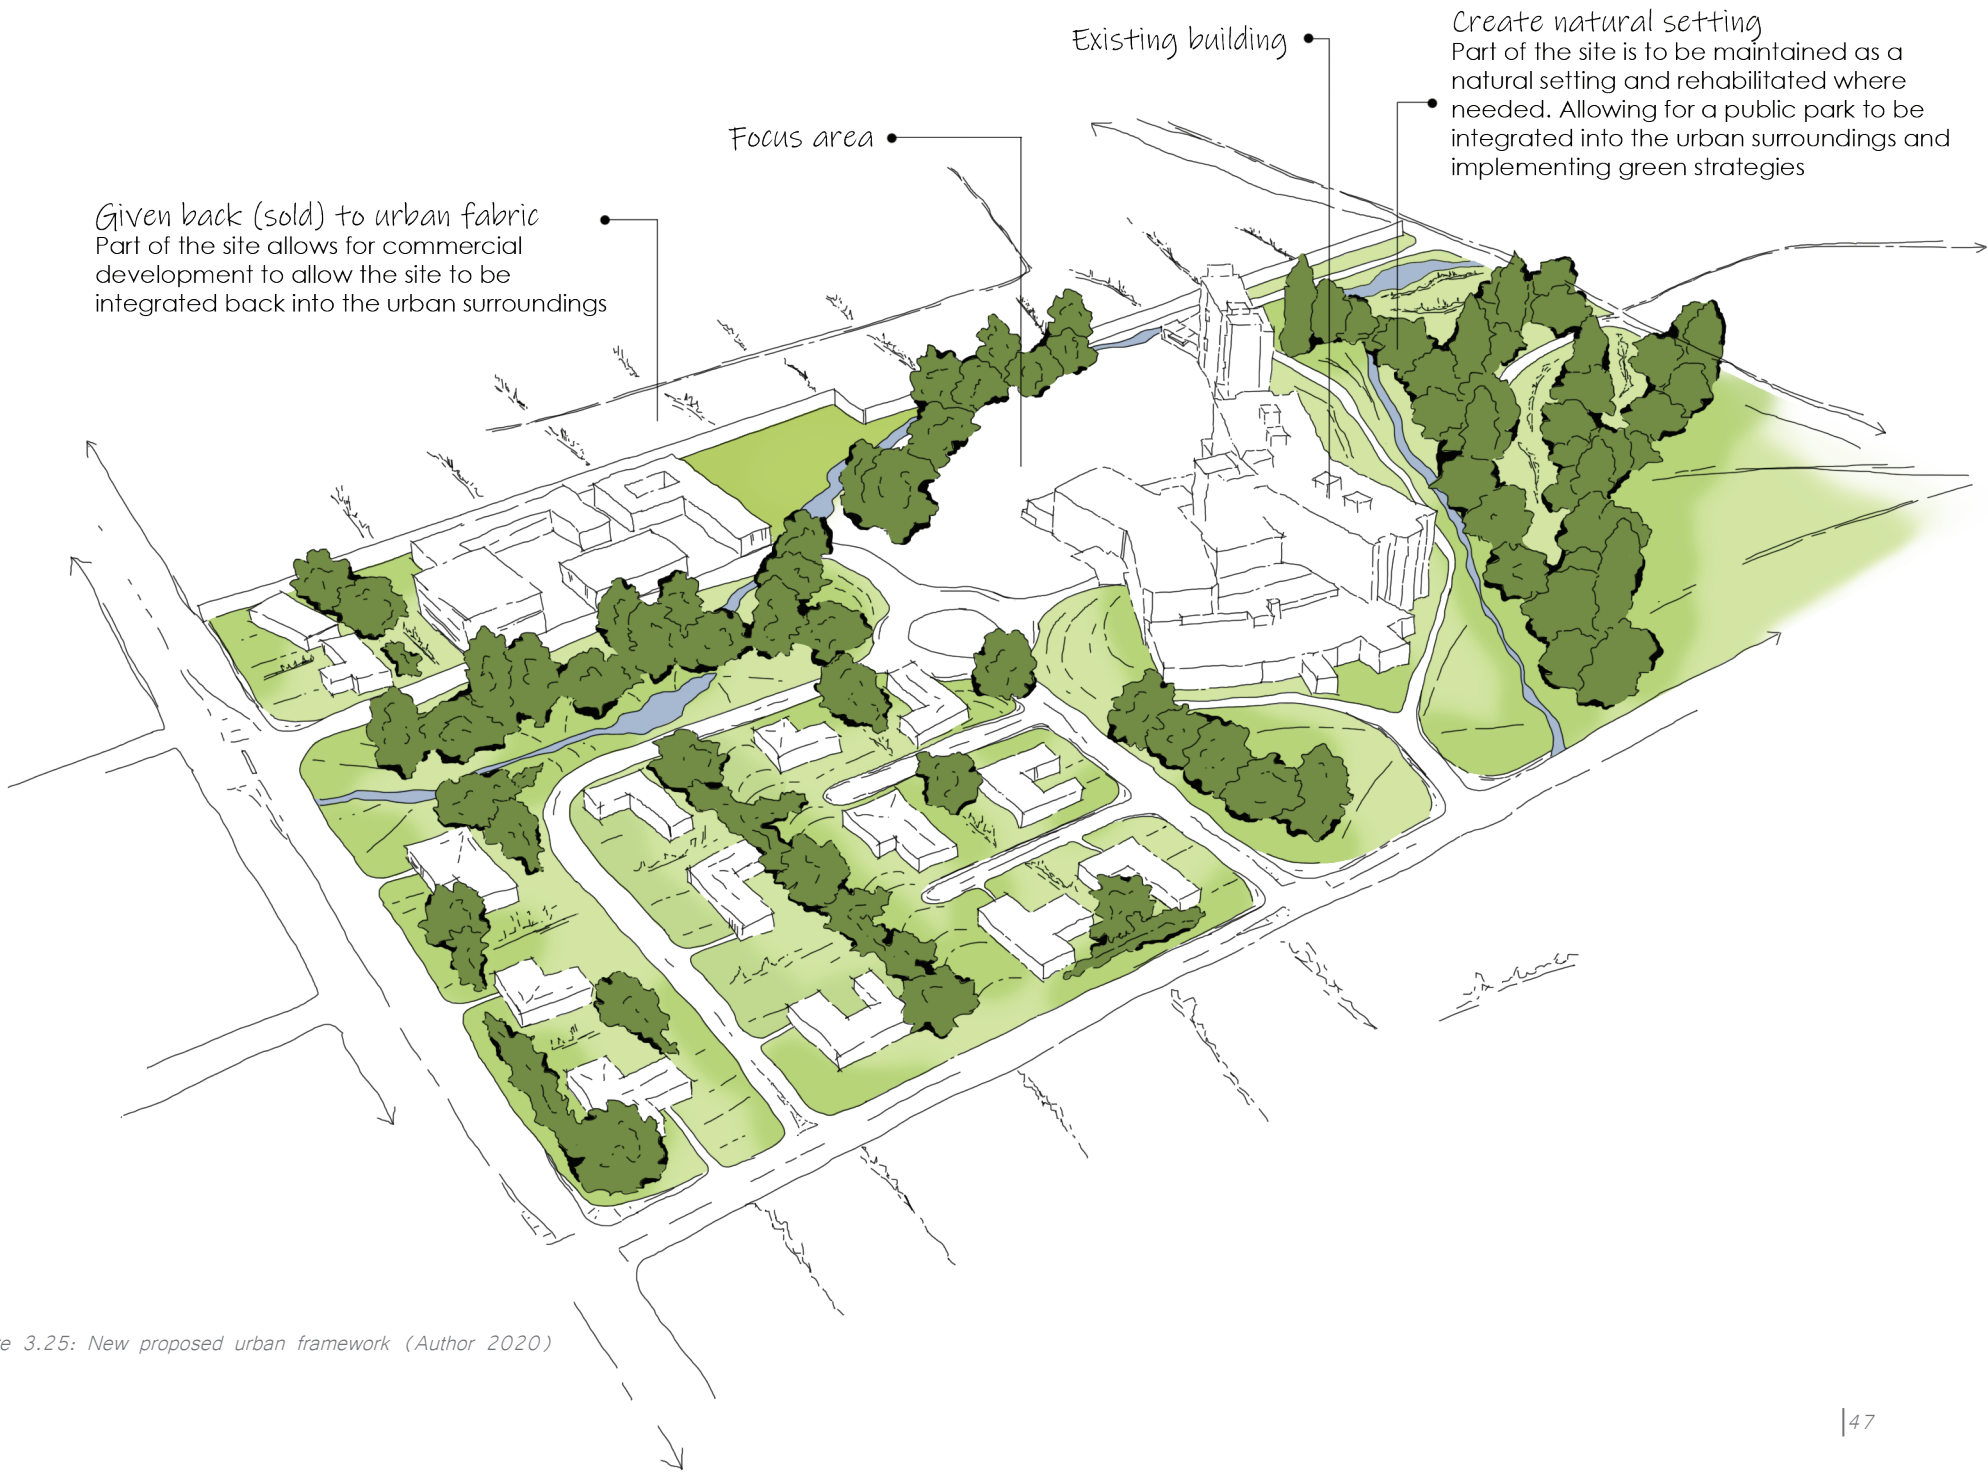 Create natural setting
Part of the site is to be maintained as a
natural setting and rehabilitated where
needed. Allowing for a public park to be
integrated into the urban surroundings and
implementing green strategies
Existing building
Focus area
Given back (sold) to urban fabric
Part of the site allows for commercial
development to allow the site to be
integrated back into the urban surroundings
e 3.25: New proposed urban framework (Author 2020)
|47